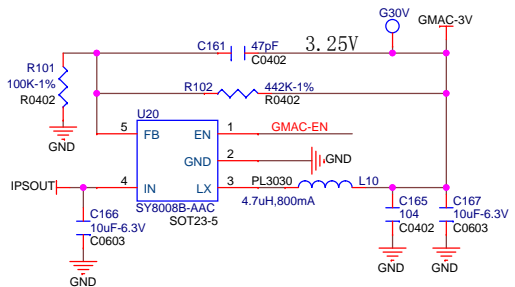 G30V
GMAC-3V
C161
47pF
3.25V
C0402
R101
100K-1%
R0402
R102
442K-1%
R0402
GND
U20
5
FB
EN
1
GMAC-EN
GND
2
GND
IPSOUT
4
IN
LX
3
PL3030
L10
SY8008B-AAC
4.7uH,800mA
SOT23-5
C166
10uF-6.3V
C0603
C165
104
C0402
C167
10uF-6.3V
C0603
GND
GND
GND